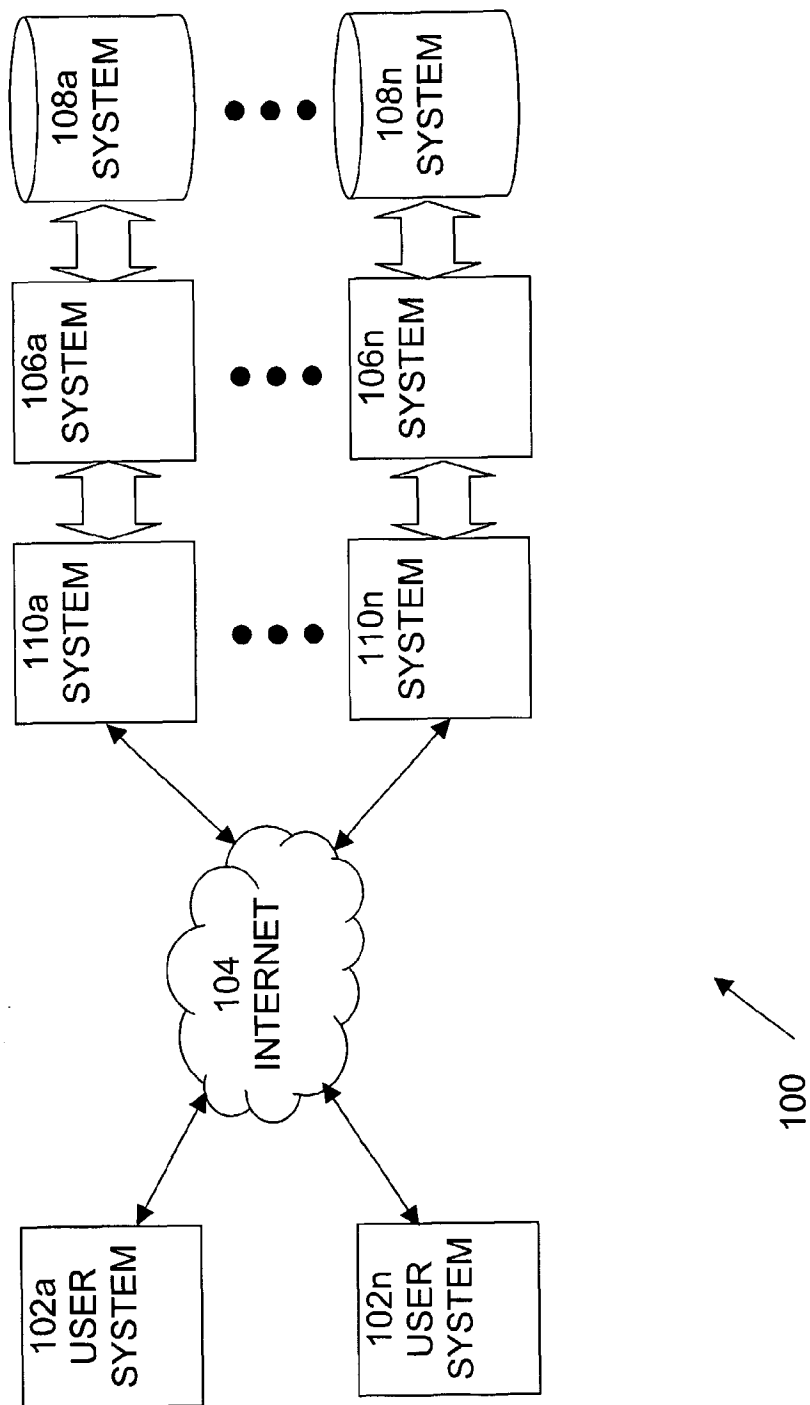 102a
USER
SYSTEM
102n
USER
SYSTEM
104
INTERNET
110a
SYSTEM
110n
SYSTEM
106a
SYSTEM
106n
SYSTEM
108a
SYSTEM
108n
SYSTEM
100